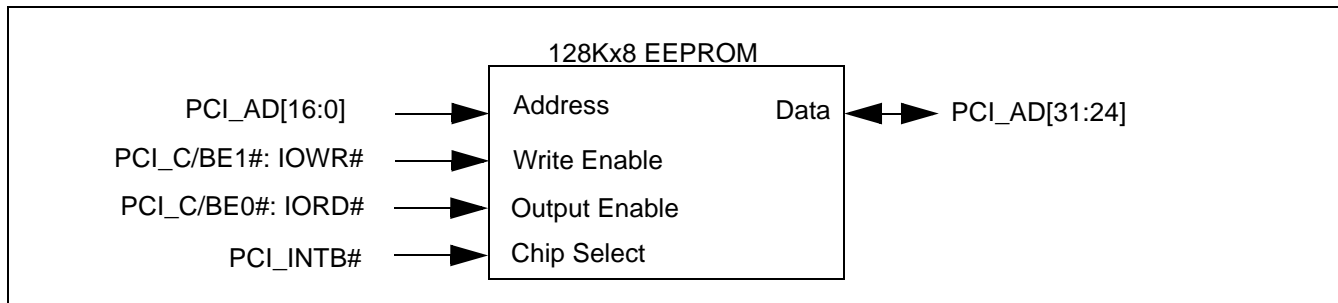 128Kx8 EEPROM
PCI_AD[16:0] Address Data PCI_AD[31:24]
PCI_C/BE1#: IOWR# Write Enable
PCI_C/BE0#: IORD# Output Enable
PCI_INTB# Chip Select